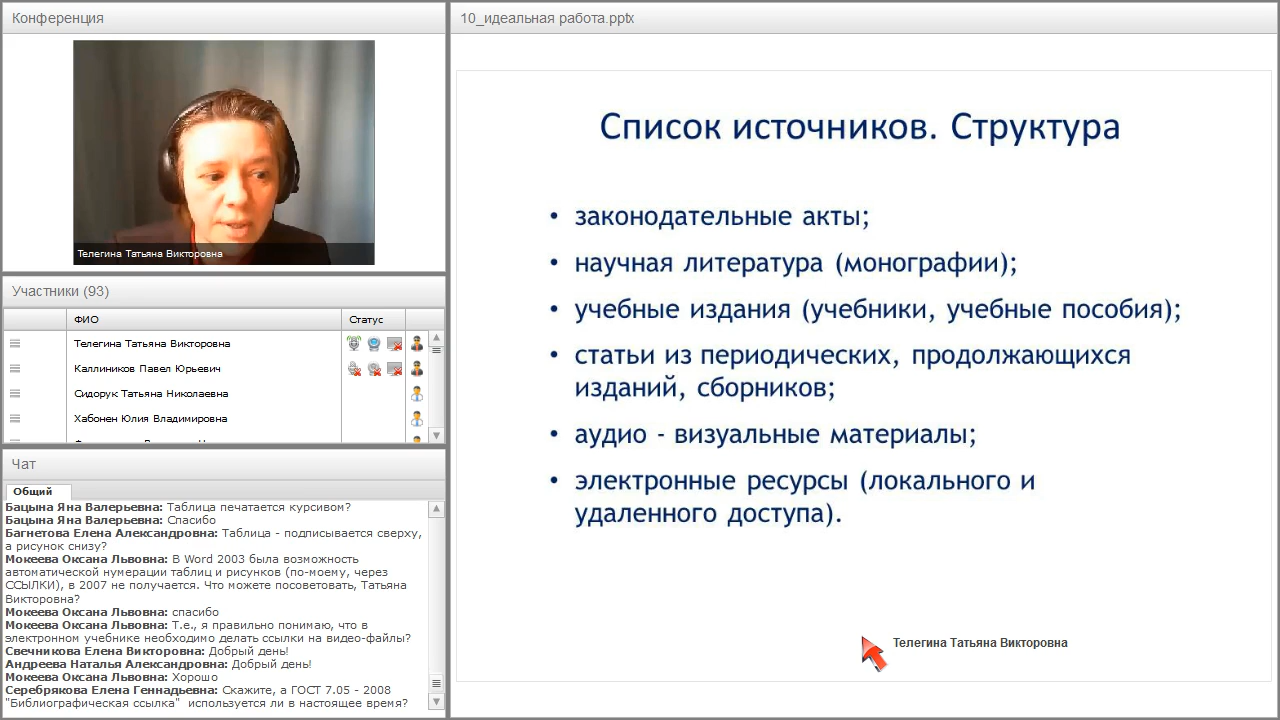 Конференция
Телегина Татьяна Викторовна
Участники (93)
ФИО Статус
Телегина Татьяна Викторовна
Каллиников Павел Юрьевич
Сидорук Татьяна Николаевна
Хабонен Юлия Владимировна
Чат
Общий
Бацына Яна Валерьевна: Таблица печатается курсивом?
Бацына Яна Валерьевна: Спасибо
Багнетова Елена Александровна: Таблица - подписывается сверху,
а рисунок снизу?
Мокеева Оксана Львовна: В Word 2003 была возможность
автоматической нумерации таблиц и рисунков (по-моему, через
ССЫЛКИ), в 2007 не получается. Что можете посоветовать, Татьяна
Викторовна?
Мокеева Оксана Львовна: спасибо
Мокеева Оксана Львовна: Т.е., я правильно понимаю, что в
электронном учебнике необходимо делать ссылки на видео-файлы?
Свечникова Елена Викторовна: Добрый день!
Андреева Наталья Александровна: Добрый день!
Мокеева Оксана Львовна: Хорошо
Серебрякова Елена Геннадьевна: Скажите, а ГОСТ 7.05 - 2008
"Библиографическая ссылке" используется ли в настоящее время?
10_идеальная работа.pptx
Список источников. Структура
• законодательные акты;
• научная литература (монографии);
• учебные издания (учебники, учебные пособия);
• статьи из периодических, продолжающихся
изданий, сборников;
• аудио - визуальные материалы;
• электронные ресурсы (локального и
удаленного доступа).
Телегина Татьяна Викторовна